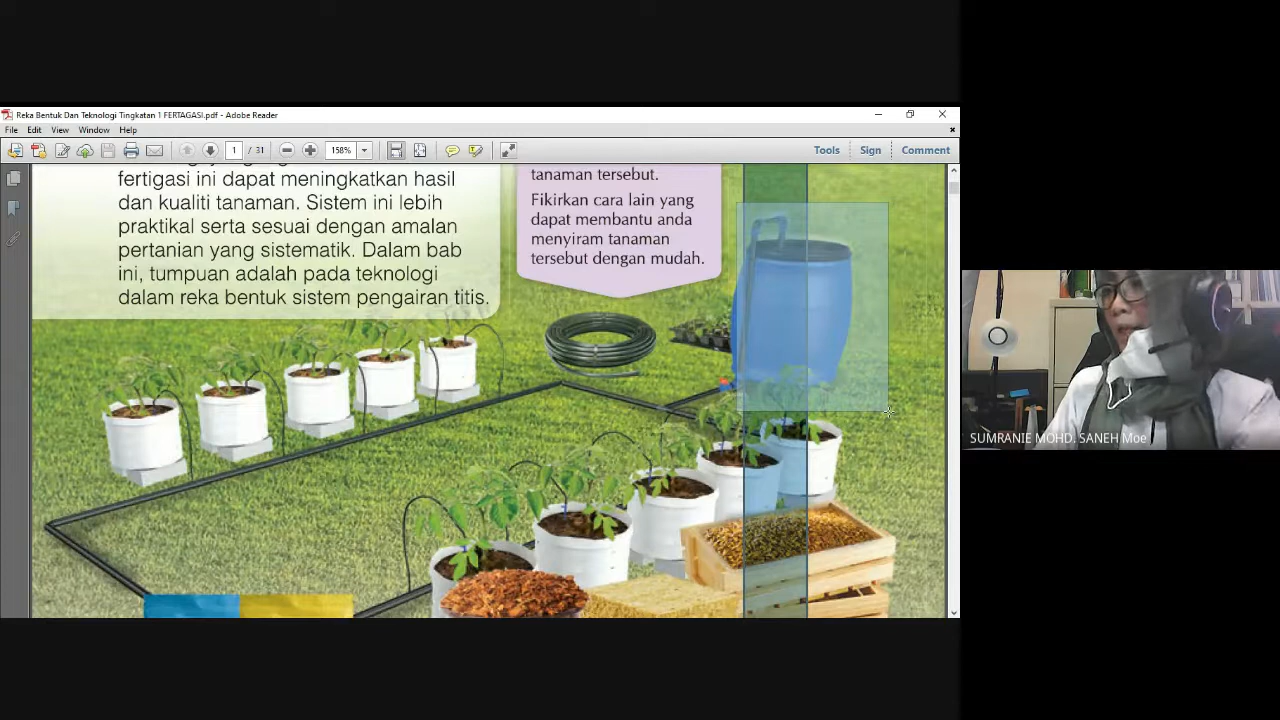 Reka Bentuk Dan Teknologi Tingkatan 1 FERTAGASI.pdf - Adobe Reader
File Edit View Window Help
1 / 31 158% Tools Sign Comment
fertigasi ini dapat meningkatkan hasil
dan kualiti tanaman. Sistem ini lebih
praktikal serta sesuai dengan amalan
pertanian yang sistematik. Dalam bab
ini, tumpuan adalah pada teknologi
dalam reka bentuk sistem pengairan titis.
tanaman tersebut.
Fikirkan cara lain yang
dapat membantu anda
menyiram tanaman
tersebut dengan mudah.
SUMRANIE MOHD. SANEH Moe